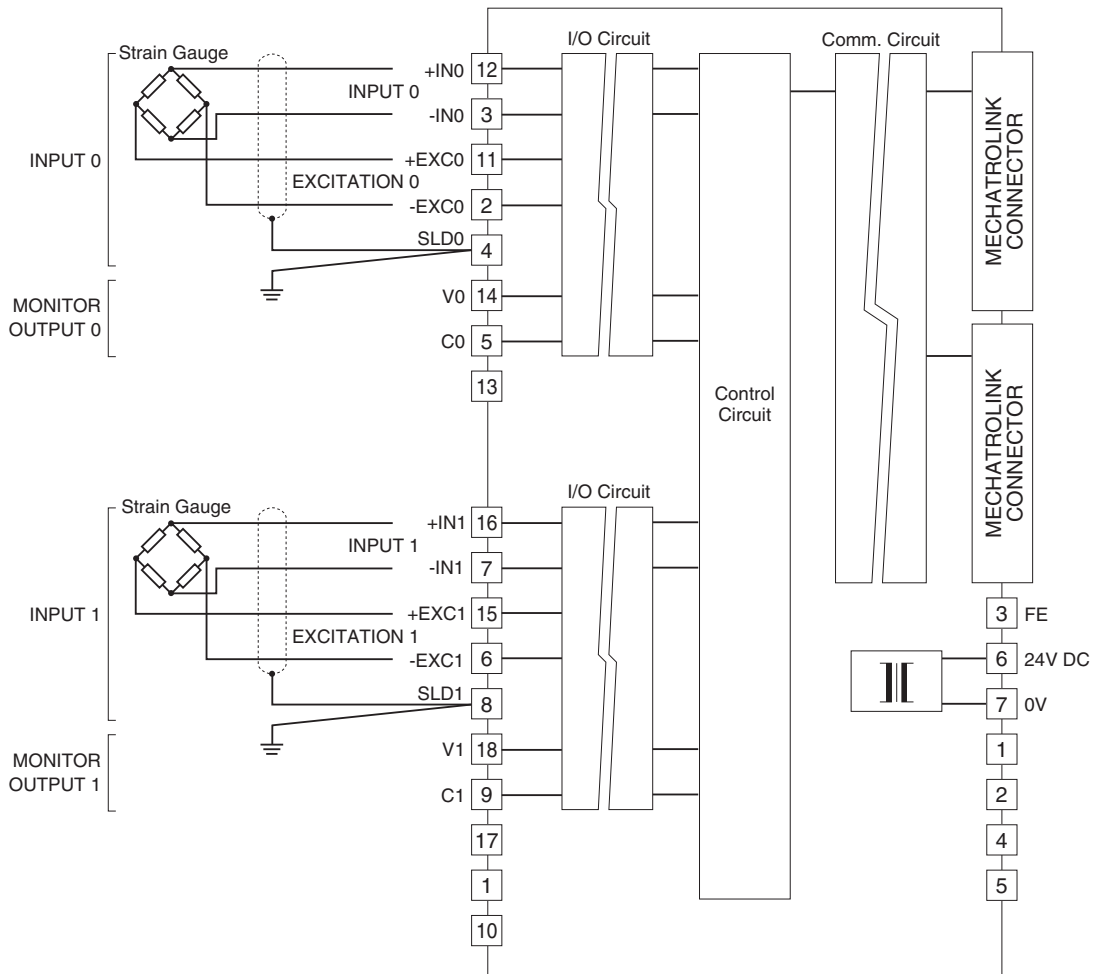 I/O Circuit
Comm. Circuit
Strain Gauge
+IN0 12
INPUT 0
-IN0 3
INPUT 0
+EXC0 11
EXCITATION 0
-EXC0 2
SLD0
4
MONITOR
OUTPUT 0
V0 14
C0 5
13
MECHATROLINK
CONNECTOR
Control
Circuit
MECHATROLINK
CONNECTOR
I/O Circuit
Strain Gauge
+IN1 16
INPUT 1
-IN1 7
INPUT 1
+EXC1 15
EXCITATION 1
-EXC1 6
SLD1
8
MONITOR
OUTPUT 1
V1 18
C1 9
17
1
10
3 FE
6 24V DC
7 0V
1
2
4
5